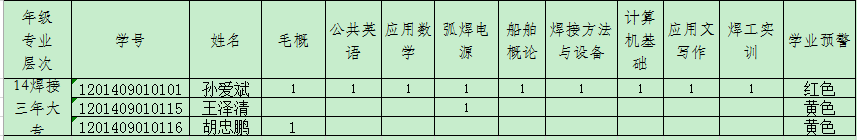 年级专业层次 学号 姓名 毛概 公共英语 应用数学 弧焊电源 船舶概论 焊接方法与设备 计算机基础 应用文写作 焊工实训 学业预警
14焊接三年大专 1201409010101 孙爱斌 1 1 1 1 1 1 1 1 1 红色
1201409010115 王泽清 1 黄色
1201409010116 胡忠鹏 1 黄色